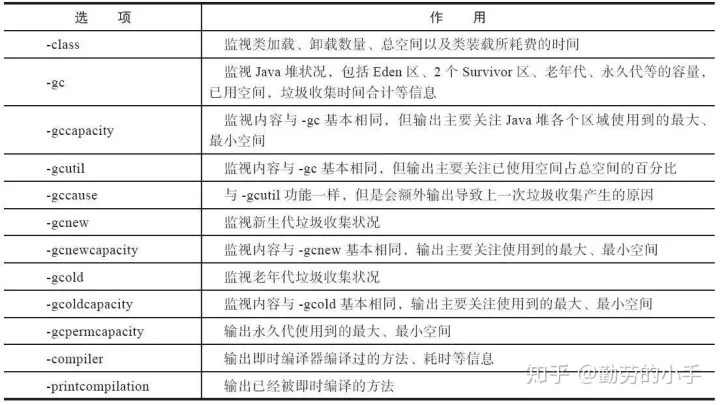 选 项 作 用
-class 监视类加载、卸载数量、总空间以及类装载所耗费的时间
-gc 监视 Java 堆状况，包括 Eden 区、2 个 Survivor 区、老年代、永久代等的容量，
已用空间，垃圾收集时间合计等信息
-gccapacity 监视内容与 -gc 基本相同，但输出主要关注 Java 堆各个区域使用到的最大、
最小空间
-gcutil 监视内容与 -gc 基本相同，但输出主要关注已使用空间占总空间的百分比
-gccause 与 -gcutil 功能一样，但是会额外输出导致上一次垃圾收集产生的原因
-gcnew 监视新生代垃圾收集状况
-gcnewcapacity 监视内容与 -gcnew 基本相同，输出主要关注使用到的最大、最小空间
-gcold 监视老年代垃圾收集状况
-gcoldcapacity 监视内容与 -gcold 基本相同，输出主要关注使用到的最大、最小空间
-gcpermcapacity 输出永久代使用到的最大、最小空间
-compiler 输出即时编译器编译过的方法、耗时等信息
-printcompilation 输出已经被即时编译的方法
知乎 @勤劳的小手